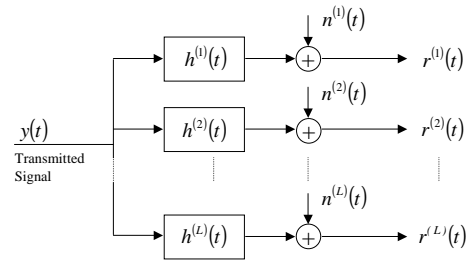 n^{(1)}(t)
h^{(1)}(t) + r^{(1)}(t)
n^{(2)}(t)
h^{(2)}(t) + r^{(2)}(t)
y(t)
Transmitted
Signal
n^{(L)}(t)
h^{(L)}(t) + r^{(L)}(t)